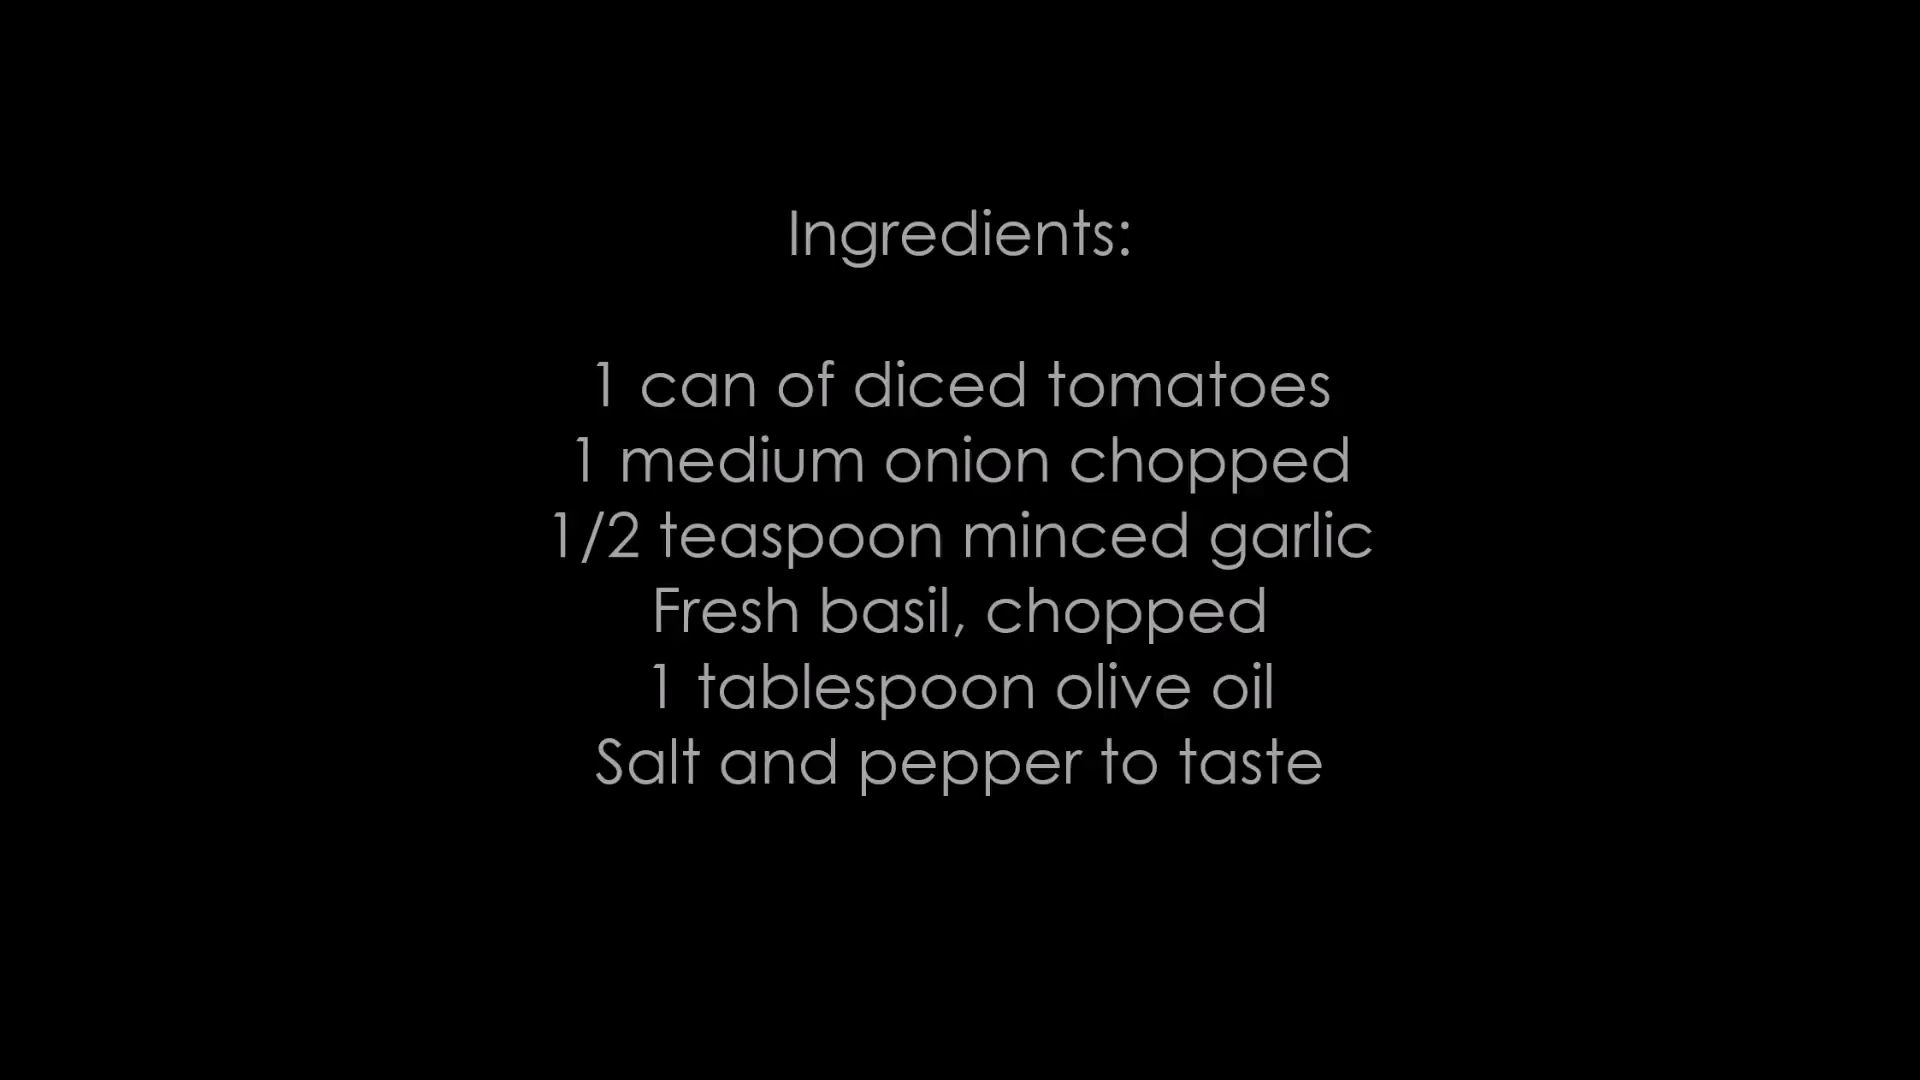 Ingredients:
1 can of diced tomatoes
1 medium onion chopped
1/2 teaspoon minced garlic
Fresh basil, chopped
1 tablespoon olive oil
Salt and pepper to taste